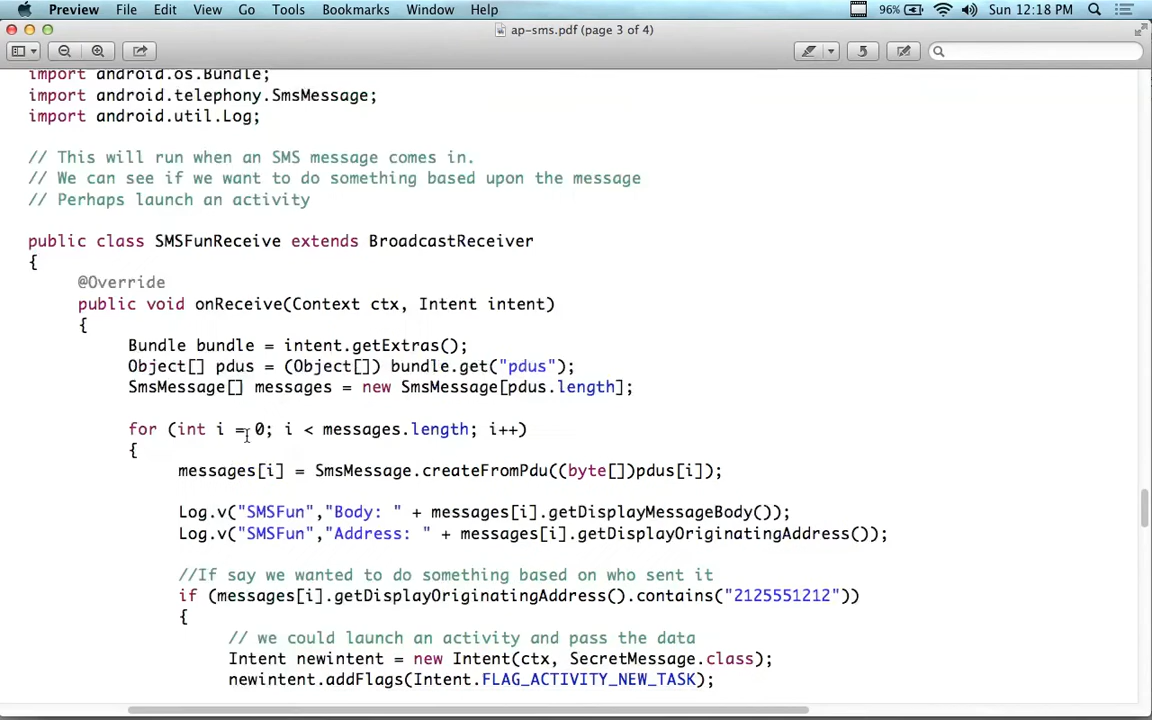 Preview File Edit View Go Tools Bookmarks Window Help 96% Sun 12:18 PM
ap-sms.pdf (page 3 of 4)
import android.os.Bundle;
import android.telephony.SmsMessage;
import android.util.Log;
// This will run when an SMS message comes in.
// We can see if we want to do something based upon the message
// Perhaps launch an activity
public class SMSFunReceive extends BroadcastReceiver
{
@Override
public void onReceive(Context ctx, Intent intent)
{
Bundle bundle = intent.getExtras();
Object[] pdus = (Object[]) bundle.get("pdus");
SmsMessage[] messages = new SmsMessage[pdus.length];
for (int i = 0; i < messages.length; i++)
{
messages[i] = SmsMessage.createFromPdu((byte[])pdus[i]);
Log.v("SMSFun","Body: " + messages[i].getDisplayMessageBody());
Log.v("SMSFun","Address: " + messages[i].getDisplayOriginatingAddress());
//If say we wanted to do something based on who sent it
if (messages[i].getDisplayOriginatingAddress().contains("2125551212"))
{
// we could launch an activity and pass the data
Intent newintent = new Intent(ctx, SecretMessage.class);
newintent.addFlags(Intent.FLAG_ACTIVITY_NEW_TASK);